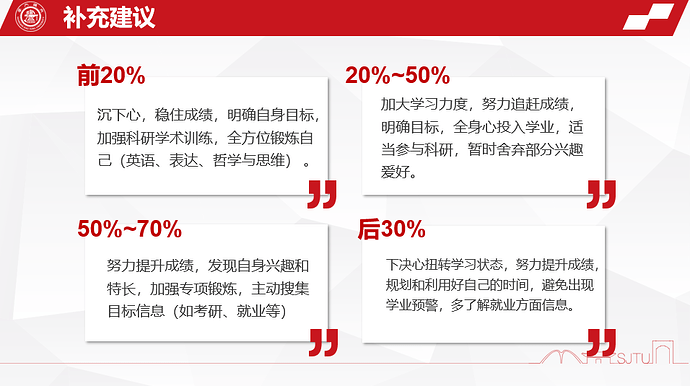 补充建议
前20%
沉下心，稳住成绩，明确自身目标，
加强科研学术训练，全方位锻炼自
己（英语、表达、哲学与思维） 。
20%~50%
加大学习力度，努力追赶成绩，
明确目标，全身心投入学业，适
当参与科研，暂时舍弃部分兴趣
爱好。
50%~70%
努力提升成绩，发现自身兴趣和
特长，加强专项锻炼，主动搜集
目标信息（如考研、就业等）
后30%
下决心扭转学习状态，努力提升成绩，
规划和利用好自己的时间，避免出现
学业预警，多了解就业方面信息。
SJTU